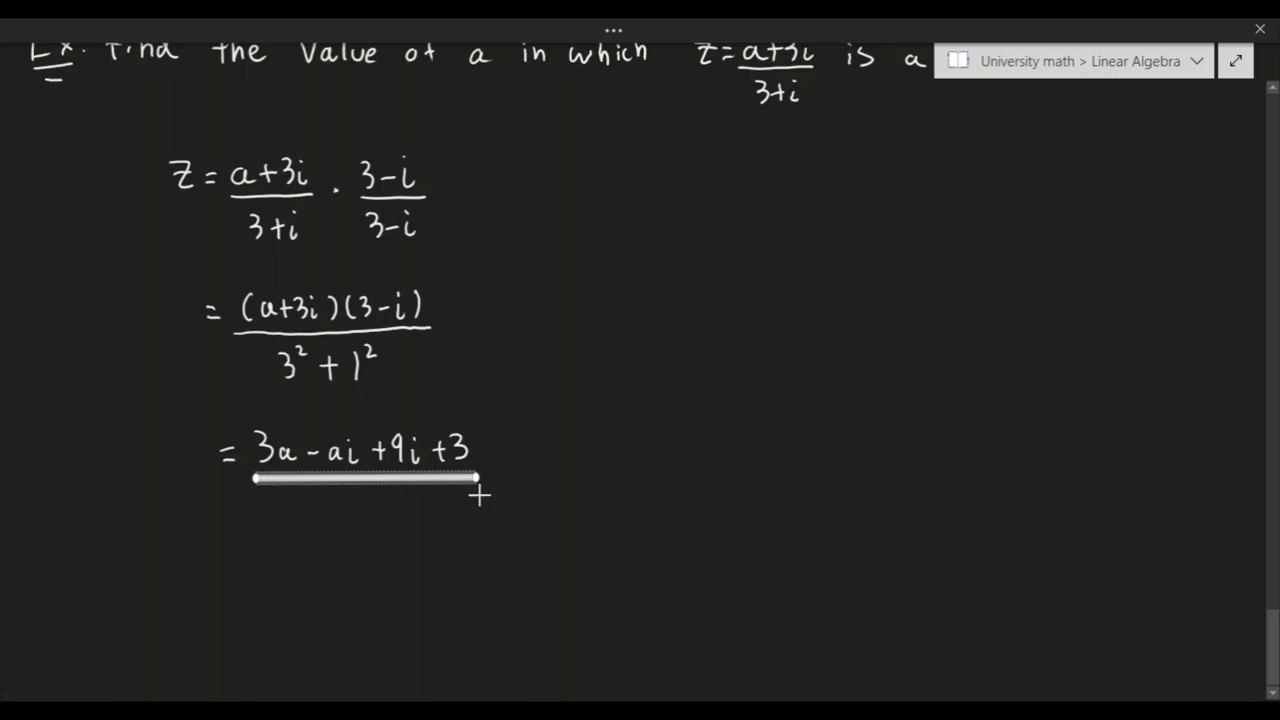 ...
Ex. Find the Value of a in which z = a+3i / 3+i is a
University math > Linear Algebra
z = a+3i / 3+i · 3-i / 3-i
= (a+3i)(3-i) / 3² + 1²
= 3a - ai + 9i + 3